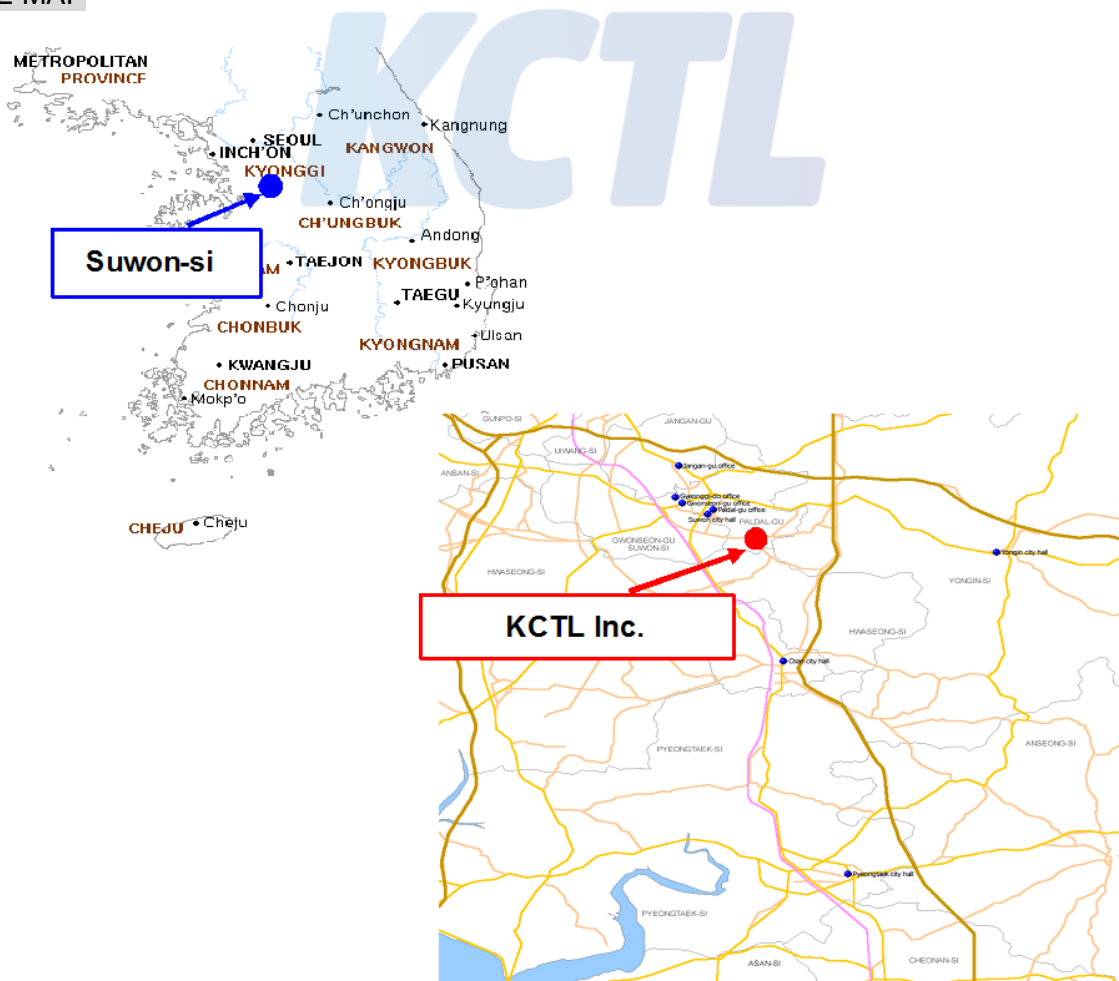 KCTL
METROPOLITAN
PROVINCE
Ch'unchon
Kangnung
SEOUL
INCH'ON
KANGWON
KYONGGI
Ch'ongju
CH'UNGBUK
Suwon-si
Andong
TAEJON
KYONGBUK
P'ohan
TAEGU
Kyungju
Chonju
CHONBUK
Ulsan
KYONGNAM
KWANGJU
PUSAN
CHONNAM
Mokp'o
CHEJU
Cheju
GUNPO-SI
JANGAN-GU
UIWANG-SI
ANSAN-SI
Jangan-gu office
Gyeonggi-do office
Gwonseon-gu office
Paldal-gu office
Suwon city hall
PALDAL-GU
GWONSEON-GU
SUWON-SI
Yongin city hall
HWASEONG-SI
YONGIN-SI
KCTL Inc.
HWASEONG-SI
Osan city hall
PYEONGTAEK-SI
ANSEONG-SI
Pyeongtaek city hall
PYEONGTAEK-SI
ASAN-SI
CHEONAN-SI